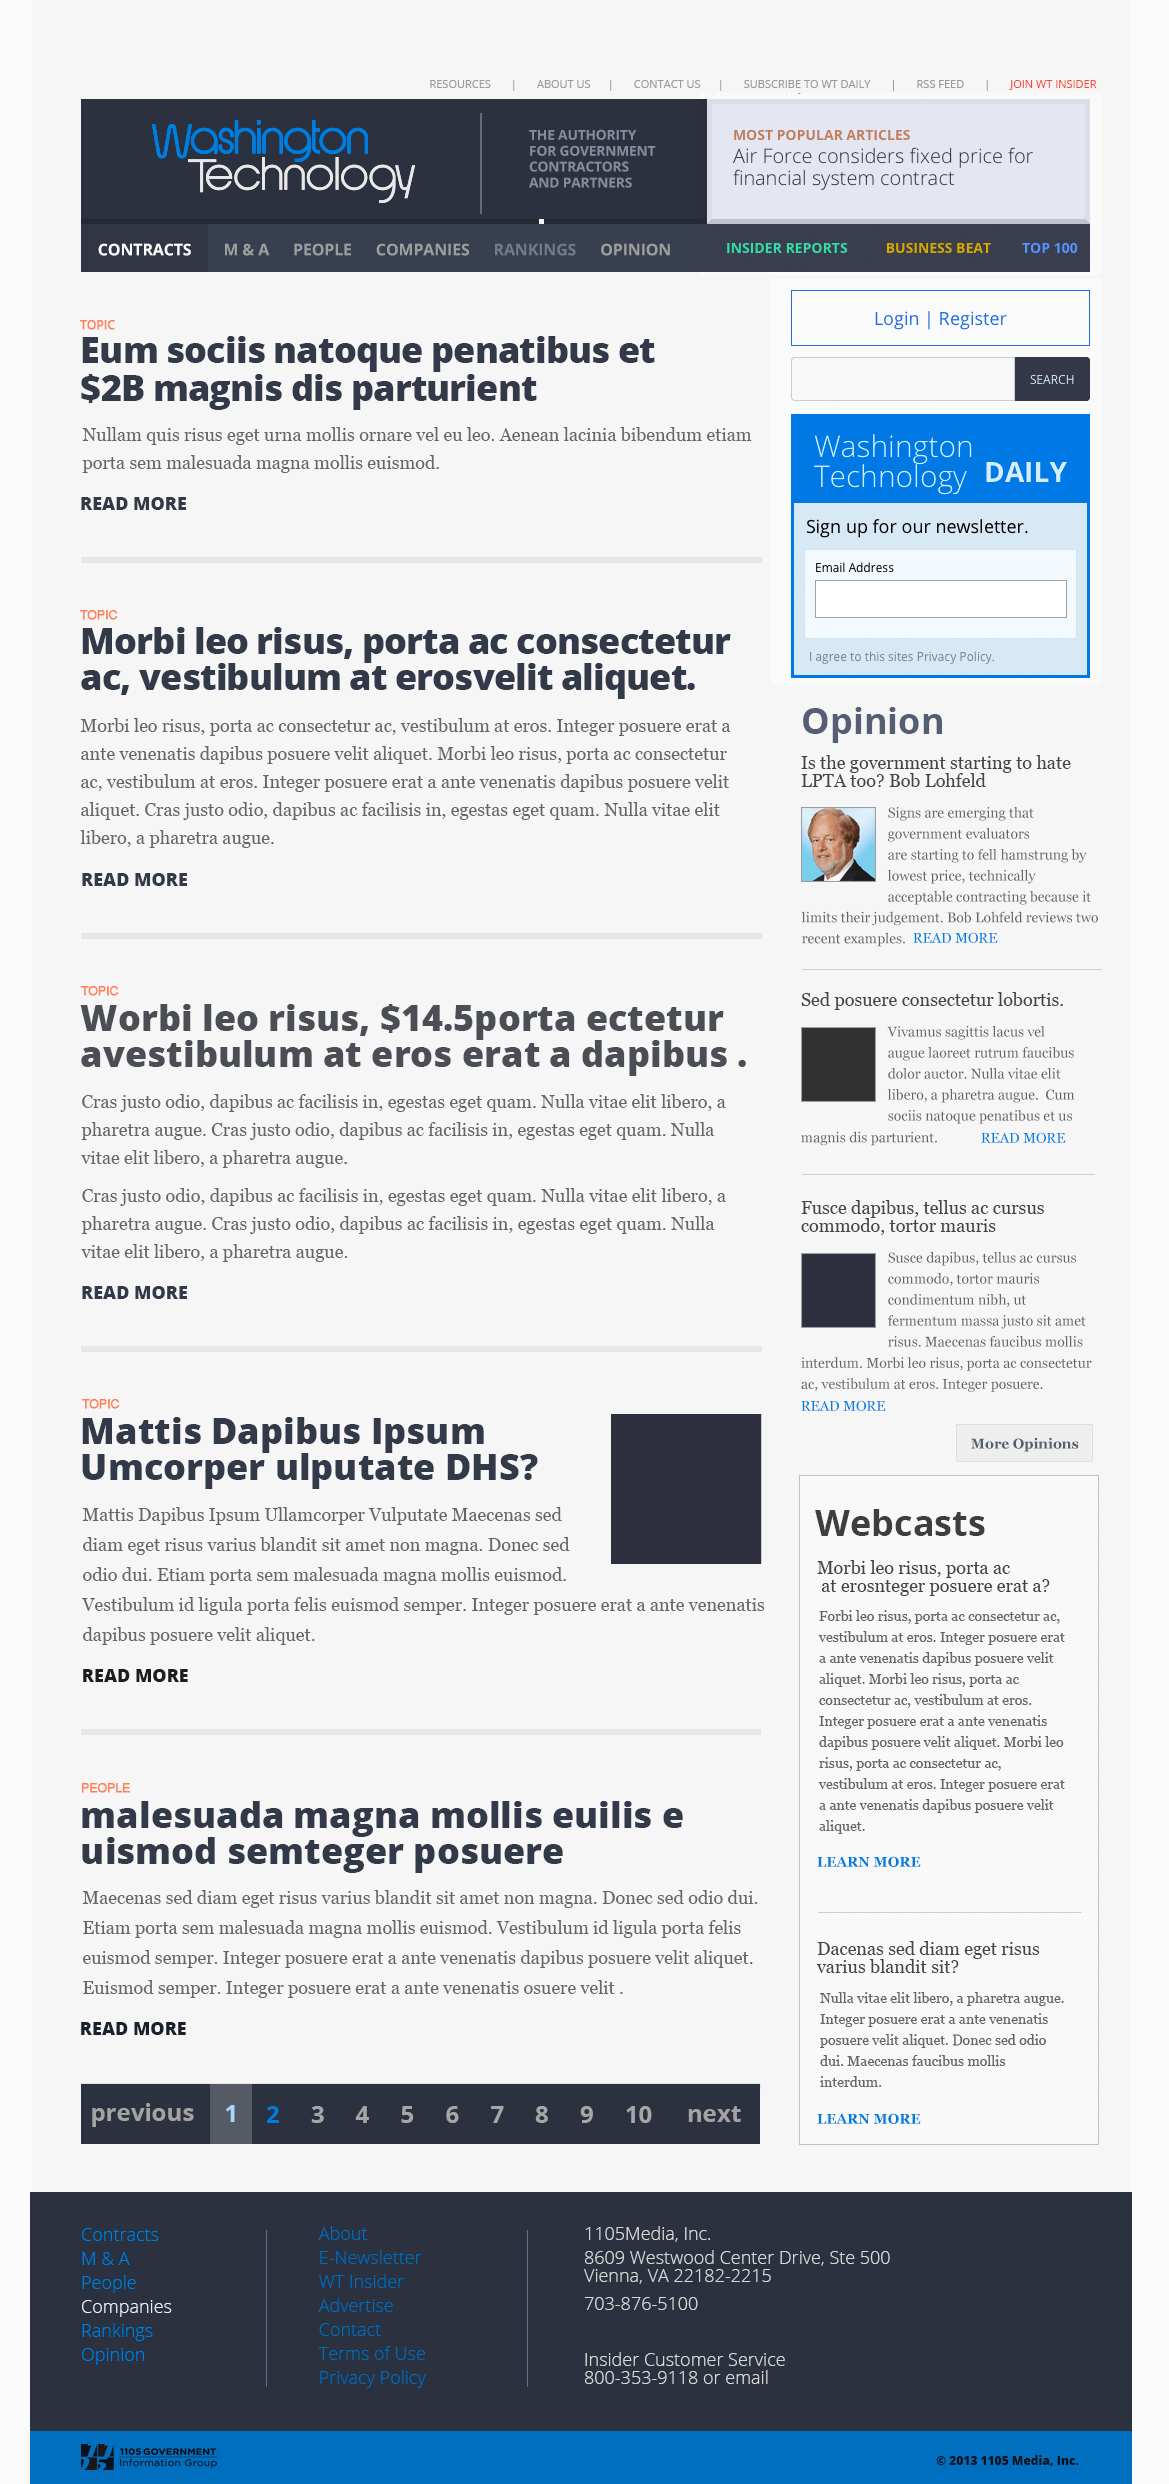 RESOURCES | ABOUT US | CONTACT US | SUBSCRIBE TO WT DAILY | RSS FEED | JOIN WT INSIDER
Washington
Technology
THE AUTHORITY
FOR GOVERNMENT
CONTRACTORS
AND PARTNERS
MOST POPULAR ARTICLES
Air Force considers fixed price for
financial system contract
CONTRACTS M & A PEOPLE COMPANIES RANKINGS OPINION INSIDER REPORTS BUSINESS BEAT TOP 100
TOPIC
Eum sociis natoque penatibus et
$2B magnis dis parturient
Nullam quis risus eget urna mollis ornare vel eu leo. Aenean lacinia bibendum etiam
porta sem malesuada magna mollis euismod.
READ MORE
TOPIC
Morbi leo risus, porta ac consectetur
ac, vestibulum at erosvelit aliquet.
Morbi leo risus, porta ac consectetur ac, vestibulum at eros. Integer posuere erat a
ante venenatis dapibus posuere velit aliquet. Morbi leo risus, porta ac consectetur
ac, vestibulum at eros. Integer posuere erat a ante venenatis dapibus posuere velit
aliquet. Cras justo odio, dapibus ac facilisis in, egestas eget quam. Nulla vitae elit
libero, a pharetra augue.
READ MORE
TOPIC
Worbi leo risus, $14.5porta ectetur
avestibulum at eros erat a dapibus .
Cras justo odio, dapibus ac facilisis in, egestas eget quam. Nulla vitae elit libero, a
pharetra augue. Cras justo odio, dapibus ac facilisis in, egestas eget quam. Nulla
vitae elit libero, a pharetra augue.
Cras justo odio, dapibus ac facilisis in, egestas eget quam. Nulla vitae elit libero, a
pharetra augue. Cras justo odio, dapibus ac facilisis in, egestas eget quam. Nulla
vitae elit libero, a pharetra augue.
READ MORE
TOPIC
Mattis Dapibus Ipsum
Umcorper ulputate DHS?
Mattis Dapibus Ipsum Ullamcorper Vulputate Maecenas sed
diam eget risus varius blandit sit amet non magna. Donec sed
odio dui. Etiam porta sem malesuada magna mollis euismod.
Vestibulum id ligula porta felis euismod semper. Integer posuere erat a ante venenatis
dapibus posuere velit aliquet.
READ MORE
PEOPLE
malesuada magna mollis euilis e
uismod semteger posuere
Maecenas sed diam eget risus varius blandit sit amet non magna. Donec sed odio dui.
Etiam porta sem malesuada magna mollis euismod. Vestibulum id ligula porta felis
euismod semper. Integer posuere erat a ante venenatis dapibus posuere velit aliquet.
Euismod semper. Integer posuere erat a ante venenatis osuere velit .
READ MORE
previous 1 2 3 4 5 6 7 8 9 10 next
Login | Register
SEARCH
Washington
Technology DAILY
Sign up for our newsletter.
Email Address
I agree to this sites Privacy Policy.
Opinion
Is the government starting to hate
LPTA too? Bob Lohfeld
Signs are emerging that
government evaluators
are starting to fell hamstrung by
lowest price, technically
acceptable contracting because it
limits their judgement. Bob Lohfeld reviews two
recent examples. READ MORE
Sed posuere consectetur lobortis.
Vivamus sagittis lacus vel
augue laoreet rutrum faucibus
dolor auctor. Nulla vitae elit
libero, a pharetra augue. Cum
sociis natoque penatibus et us
magnis dis parturient. READ MORE
Fusce dapibus, tellus ac cursus
commodo, tortor mauris
Susce dapibus, tellus ac cursus
commodo, tortor mauris
condimentum nibh, ut
fermentum massa justo sit amet
risus. Maecenas faucibus mollis
interdum. Morbi leo risus, porta ac consectetur
ac, vestibulum at eros. Integer posuere.
READ MORE
More Opinions
Webcasts
Morbi leo risus, porta ac
at erosnteger posuere erat a?
Forbi leo risus, porta ac consectetur ac,
vestibulum at eros. Integer posuere erat
a ante venenatis dapibus posuere velit
aliquet. Morbi leo risus, porta ac
consectetur ac, vestibulum at eros.
Integer posuere erat a ante venenatis
dapibus posuere velit aliquet. Morbi leo
risus, porta ac consectetur ac,
vestibulum at eros. Integer posuere erat
a ante venenatis dapibus posuere velit
aliquet.
LEARN MORE
Dacenas sed diam eget risus
varius blandit sit?
Nulla vitae elit libero, a pharetra augue.
Integer posuere erat a ante venenatis
posuere velit aliquet. Donec sed odio
dui. Maecenas faucibus mollis
interdum.
LEARN MORE
Contracts
M & A
People
Companies
Rankings
Opinion
About
E-Newsletter
WT Insider
Advertise
Contact
Terms of Use
Privacy Policy
1105Media, Inc.
8609 Westwood Center Drive, Ste 500
Vienna, VA 22182-2215
703-876-5100
Insider Customer Service
800-353-9118 or email
1105 GOVERNMENT
Information Group
© 2013 1105 Media, Inc.